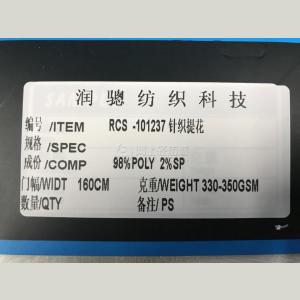 润骢纺织科技
编号/ITEM RCS -101237 针织提花
规格/SPEC
成份/COMP 98%POLY 2%SP
门幅/WIDT 160CM 克重/WEIGHT 330-350GSM
数量/QTY 备注/ PS